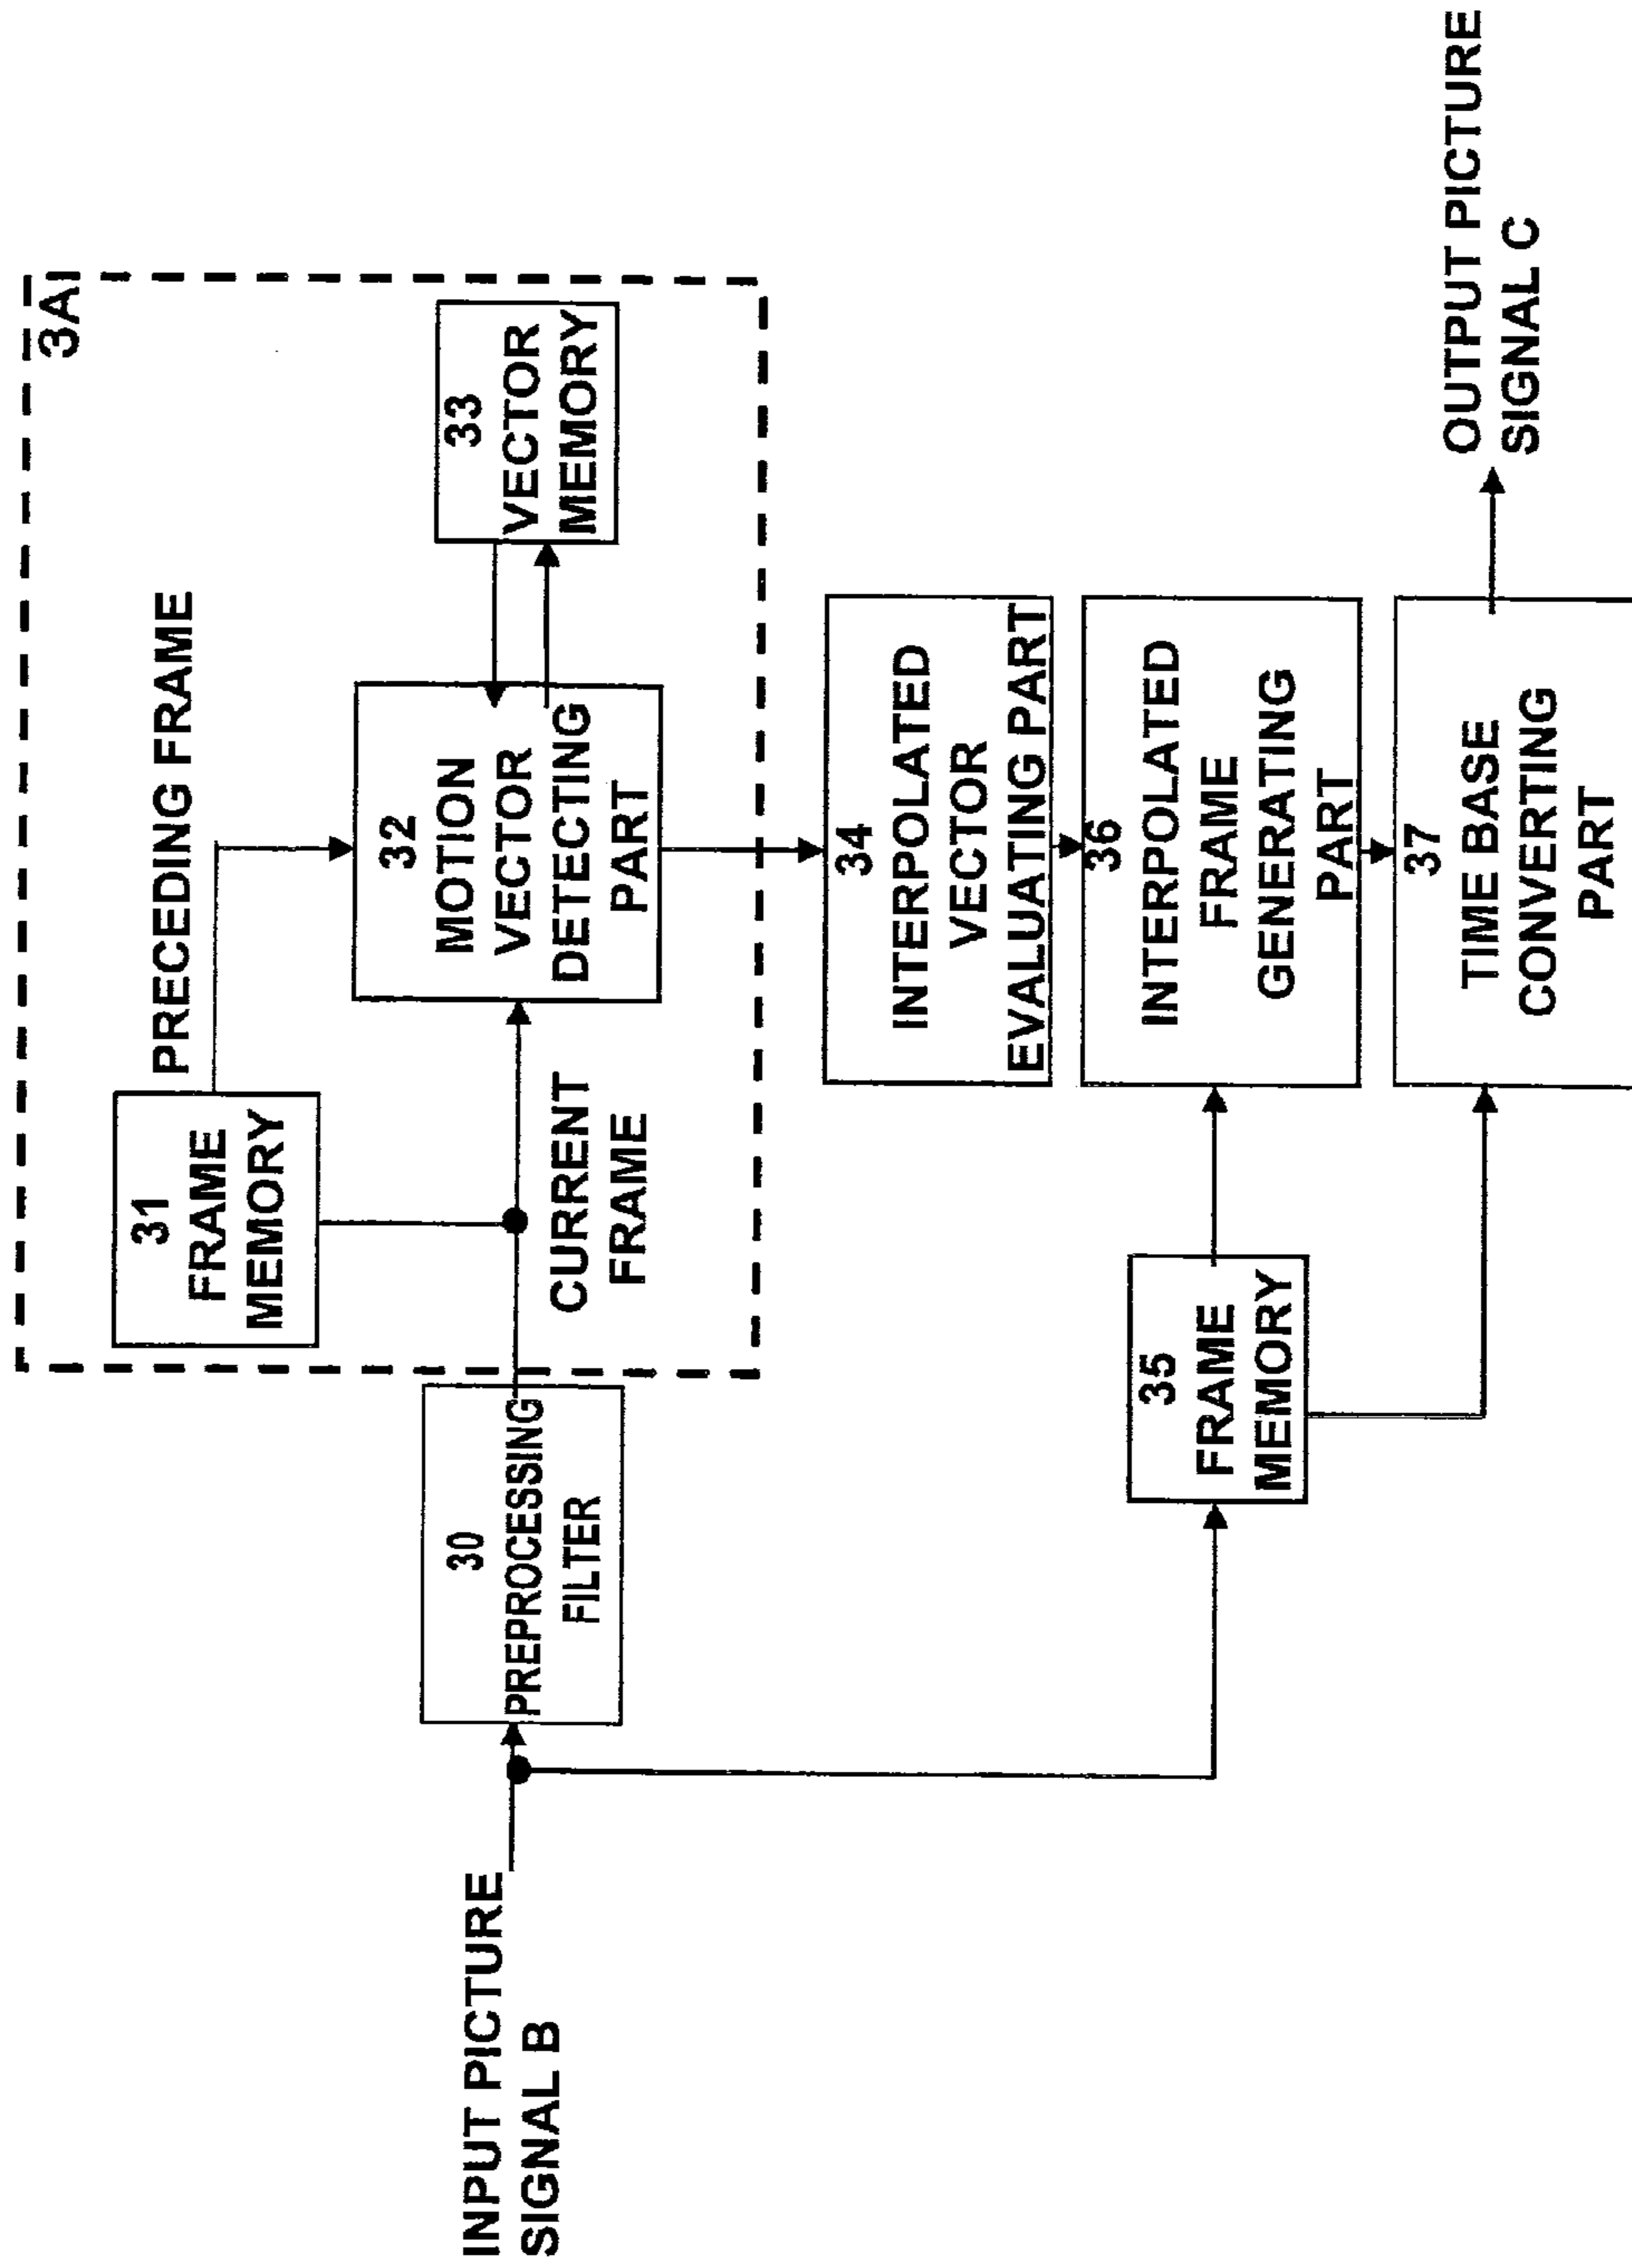 3A
31
FRAME
MEMORY
PRECEDING FRAME
32
MOTION
VECTOR
DETECTING
PART
33
VECTOR
MEMORY
30
PREPROCESSING
FILTER
CURRENT
FRAME
INPUT PICTURE
SIGNAL B
34
INTERPOLATED
VECTOR
EVALUATING PART
35
FRAME
MEMORY
36
INTERPOLATED
FRAME
GENERATING
PART
37
TIME BASE
CONVERTING
PART
OUTPUT PICTURE
SIGNAL C